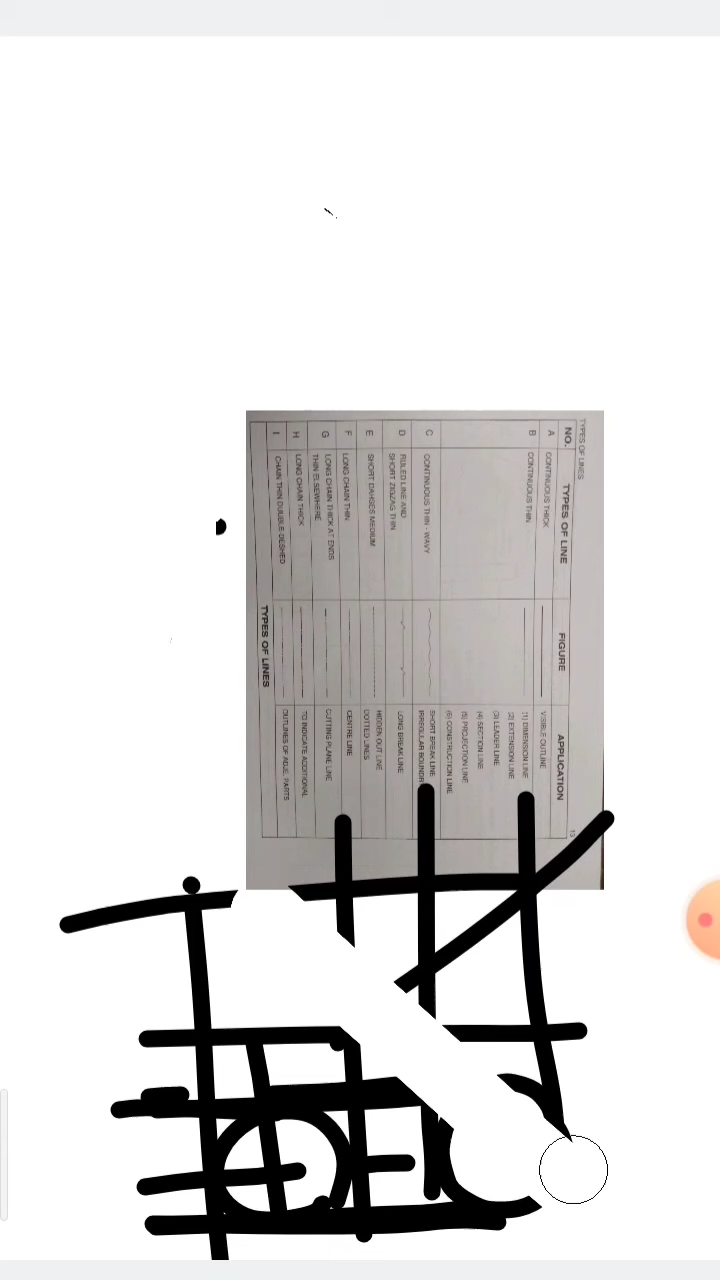 TYPES OF LINES
13
NO. TYPES OF LINE FIGURE APPLICATION
A CONTINUOUS THICK VISIBLE OUTLINE
B CONTINUOUS THIN (1) DIMENSION LINE
(2) EXTENSION LINE
(3) LEADER LINE
(4) SECTION LINE
(5) PROJECTION LINE
(6) CONSTRUCTION LINE
C CONTINUOUS THIN - WAVY SHORT BREAK LINE
IRREGULAR
D RULED LINE AND LONG BREAK LINE
SHORT ZIGZAG THIN
E SHORT DAHSES MEDIUM HIDDEN OUT LINE
DOTTED LINES
F LONG CHAIN THIN CENTRE LINE
G LONG CHAIN THICK AT ENDS CUTTING PLANE LINE
THIN ELSEWHERE
H LONG CHAIN THICK TO INDICATE ADDITIONAL
I CHAIN THIN DOUBLE DESHED OUTLINES OF ADJE. PARTS
TYPES OF LINES